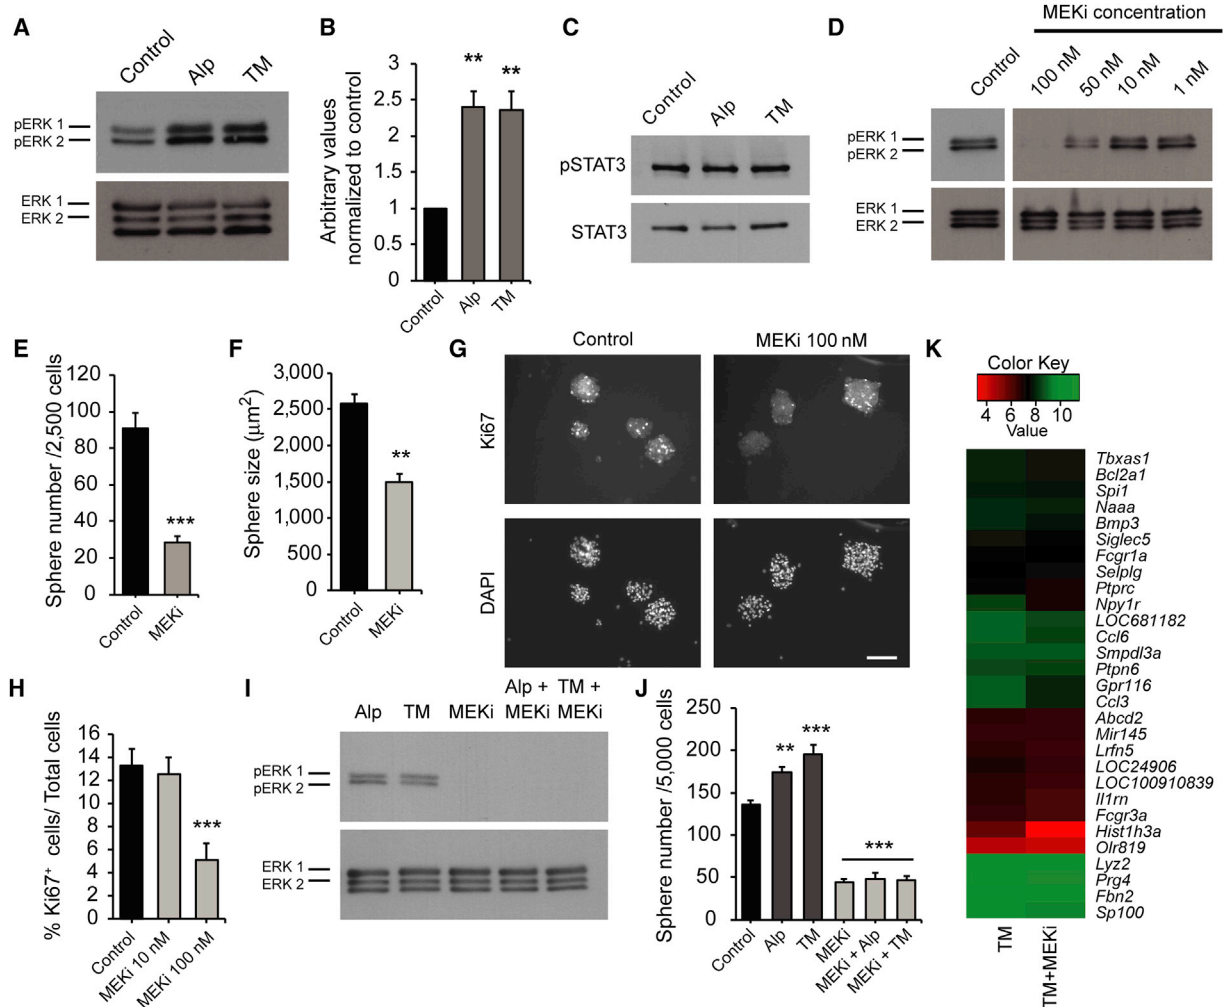 A
Control
Alp
TM
pERK 1
pERK 2
ERK 1
ERK 2
B
Arbitrary values
normalized to control
3
2.5
2
1.5
1
0.5
0
**
**
Control
Alp
TM
C
Control
Alp
TM
pSTAT3
STAT3
D
MEKi concentration
Control
100 nM
50 nM
10 nM
1 nM
pERK 1
pERK 2
ERK 1
ERK 2
E
Sphere number /2,500 cells
120
100
80
60
40
20
0
***
Control
MEKi
F
Sphere size (µm²)
3,000
2,500
2,000
1,500
1,000
500
0
**
Control
MEKi
G
Control
MEKi 100 nM
Ki67
DAPI
H
% Ki67⁺ cells/ Total cells
16
14
12
10
8
6
4
2
0
***
Control
MEKi 10 nM
MEKi 100 nM
I
Alp
TM
MEKi
Alp +
MEKi
TM +
MEKi
pERK 1
pERK 2
ERK 1
ERK 2
J
Sphere number /5,000 cells
250
200
150
100
50
0
**
***
***
Control
Alp
TM
MEKi
MEKi + Alp
MEKi + TM
K
Color Key
4 6 8 10
Value
Tbxas1
Bcl2a1
Spi1
Naaa
Bmp3
Siglec5
Fcgr1a
Selplg
Ptprc
Npy1r
LOC681182
Ccl6
Smpdl3a
Ptpn6
Gpr116
Ccl3
Abcd2
Mir145
Lrfn5
LOC24906
LOC100910839
Il1rn
Fcgr3a
Hist1h3a
Olr819
Lyz2
Prg4
Fbn2
Sp100
TM
TM+MEKi